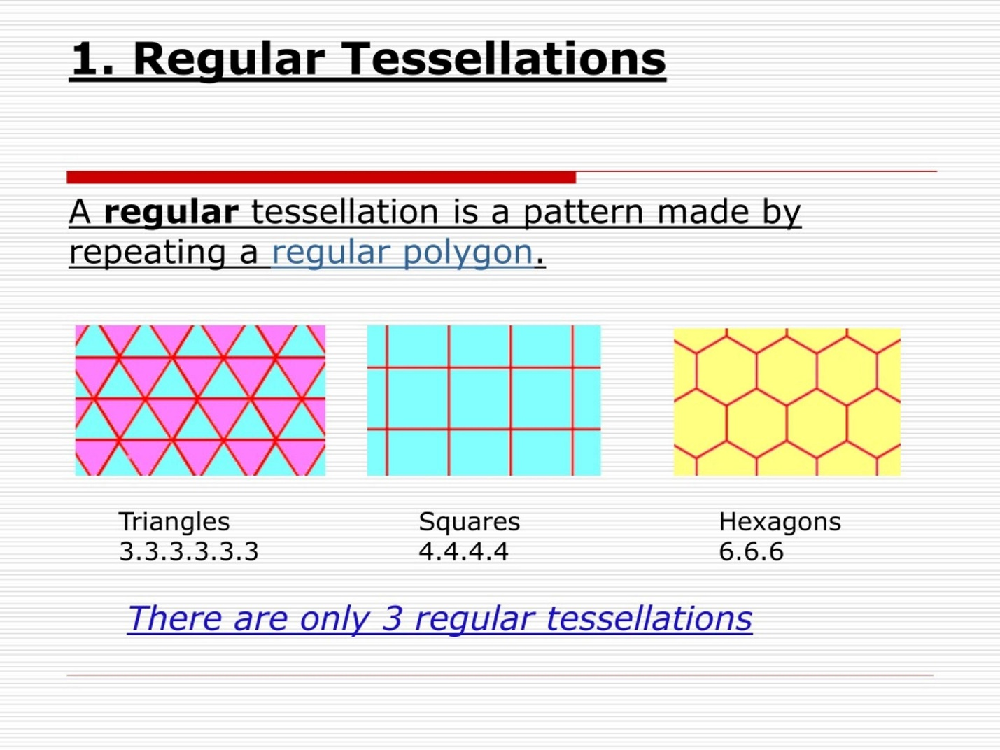 1. Regular Tessellations
A regular tessellation is a pattern made by
repeating a regular polygon.
Triangles
3.3.3.3.3.3
Squares
4.4.4.4
Hexagons
6.6.6
There are only 3 regular tessellations